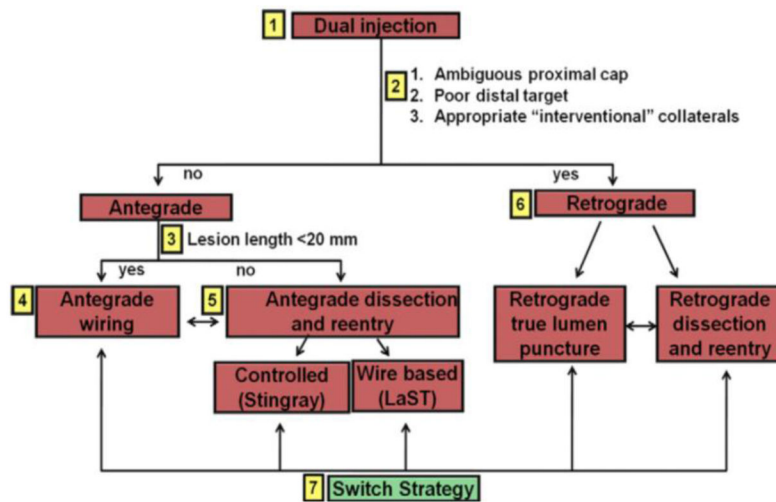 1 Dual injection
2
1. Ambiguous proximal cap
2. Poor distal target
3. Appropriate “interventional” collaterals
no
yes
Antegrade
6 Retrograde
3 Lesion length <20 mm
yes
no
4 Antegrade
wiring
5 Antegrade dissection
and reentry
Retrograde
true lumen
puncture
Retrograde
dissection
and reentry
Controlled
(Stingray)
Wire based
(LaST)
7 Switch Strategy